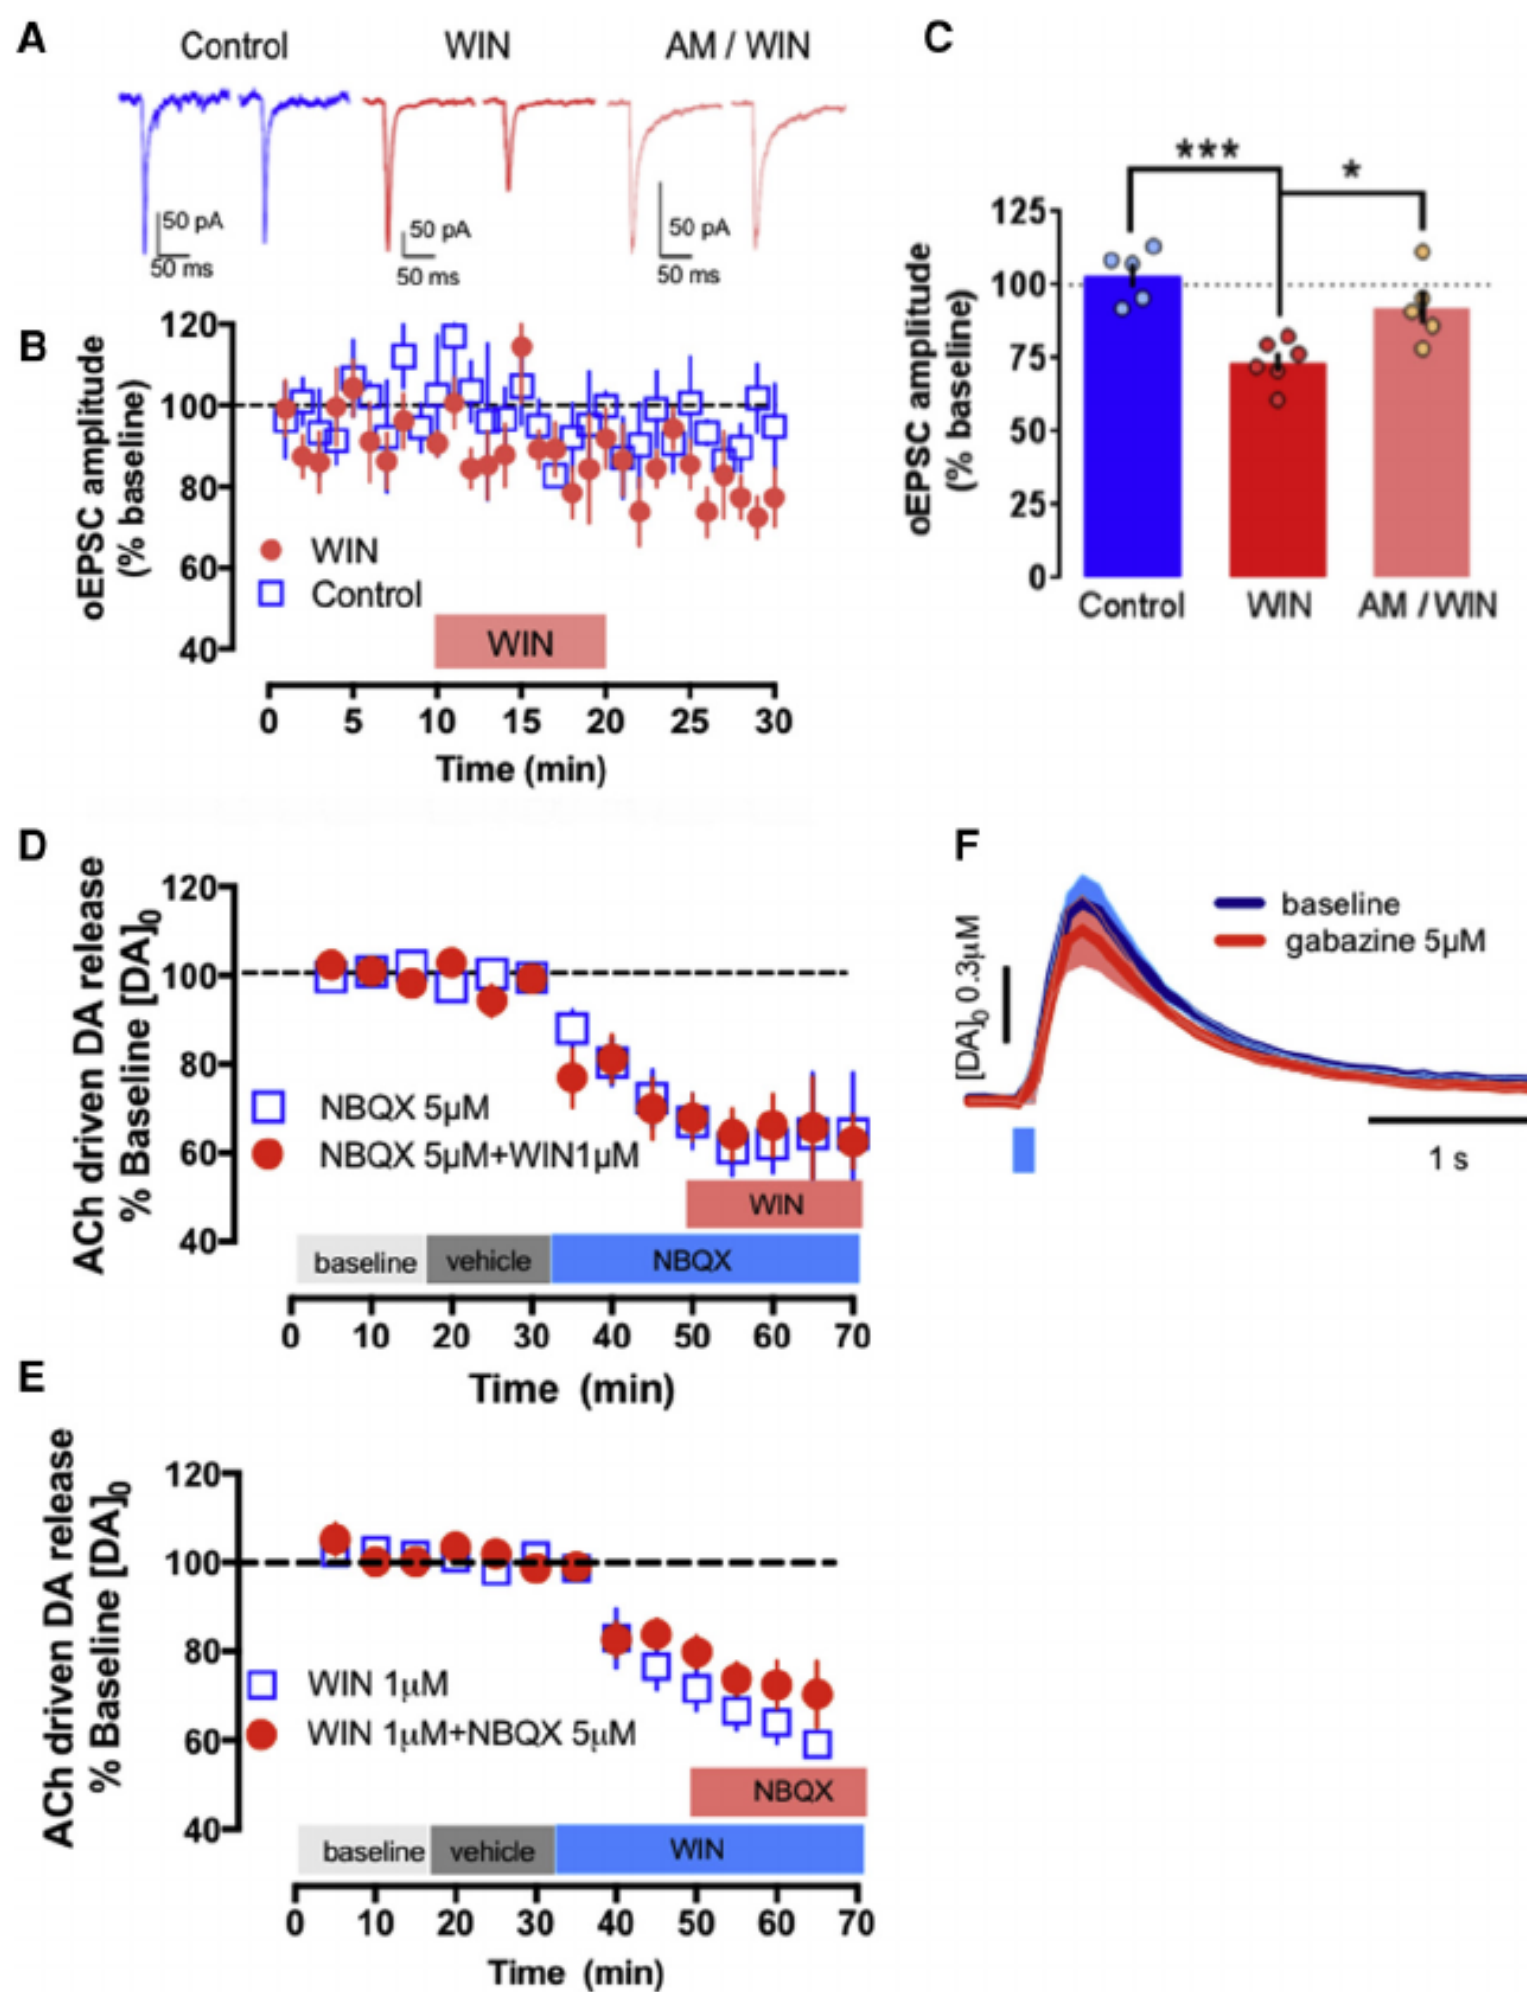 A
Control
WIN
AM / WIN
50 pA
50 ms
50 pA
50 ms
50 pA
50 ms
B
oEPSC amplitude
(% baseline)
120
100
80
60
40
WIN
Control
WIN
0 5 10 15 20 25 30
Time (min)
C
oEPSC amplitude
(% baseline)
***
*
125
100
75
50
25
0
Control WIN AM / WIN
D
ACh driven DA release
% Baseline [DA]0
120
100
80
60
40
NBQX 5μM
NBQX 5μM+WIN1μM
WIN
baseline vehicle NBQX
0 10 20 30 40 50 60 70
Time (min)
F
[DA]0 0.3μM
baseline
gabazine 5μM
1 s
E
ACh driven DA release
% Baseline [DA]0
120
100
80
60
40
WIN 1μM
WIN 1μM+NBQX 5μM
NBQX
baseline vehicle WIN
0 10 20 30 40 50 60 70
Time (min)